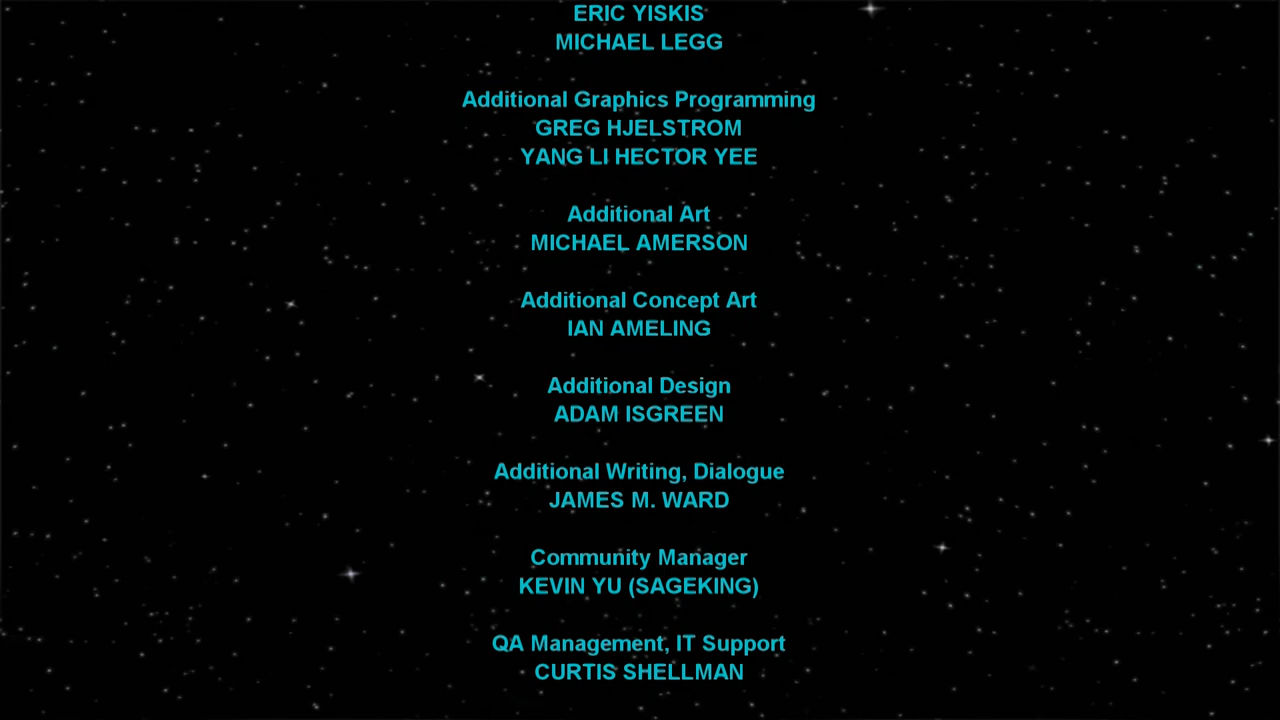 ERIC YISKIS
MICHAEL LEGG
Additional Graphics Programming
GREG HJELSTROM
YANG LI HECTOR YEE
Additional Art
MICHAEL AMERSON
Additional Concept Art
IAN AMELING
Additional Design
ADAM ISGREEN
Additional Writing, Dialogue
JAMES M. WARD
Community Manager
KEVIN YU (SAGEKING)
QA Management, IT Support
CURTIS SHELLMAN